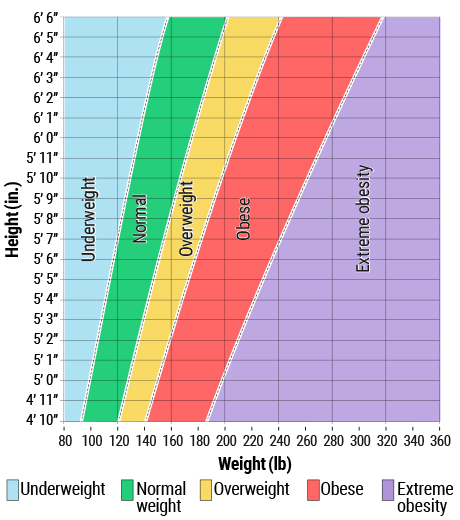 6’ 6”
6’ 5”
6’ 4”
6’ 3”
6’ 2”
6’ 1”
6’ 0”
5’ 11”
5’ 10”
5’ 9”
5’ 8”
5’ 7”
5’ 6”
5’ 5”
5’ 4”
5’ 3”
5’ 2”
5’ 1”
5’ 0”
4’ 11”
4’ 10”
Height (in.)
Underweight
Normal
Overweight
Obese
Extreme obesity
80 100 120 140 160 180 200 220 240 260 280 300 320 340 360
Weight (lb)
Underweight
Normal
weight
Overweight
Obese
Extreme
obesity